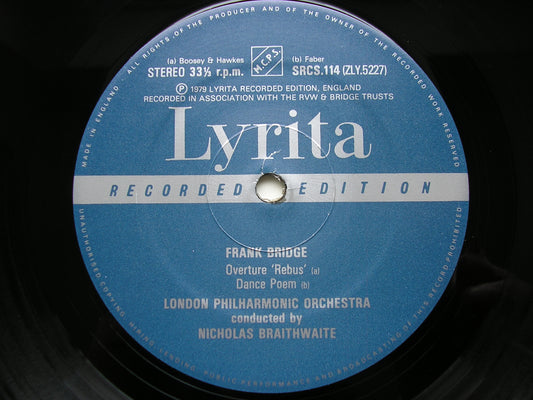 MADE IN ENGLAND. ALL RIGHTS OF THE PRODUCER AND OF THE OWNER OF THE RECORDED WORK RESERVED
(a) Boosey & Hawkes
(b) Faber
M.C.P.S.
STEREO 33⅓ r.p.m.
SRCS.114 (ZLY.5227)
Ⓟ 1979 LYRITA RECORDED EDITION, ENGLAND
RECORDED IN ASSOCIATION WITH THE RVW & BRIDGE TRUSTS
Lyrita
RECORDED EDITION
FRANK BRIDGE
Overture 'Rebus' (a)
Dance Poem (b)
LONDON PHILHARMONIC ORCHESTRA
conducted by
NICHOLAS BRAITHWAITE
UNAUTHORISED COPYING, HIRING, LENDING, PUBLIC PERFORMANCE AND BROADCASTING OF THIS RECORD PROHIBITED